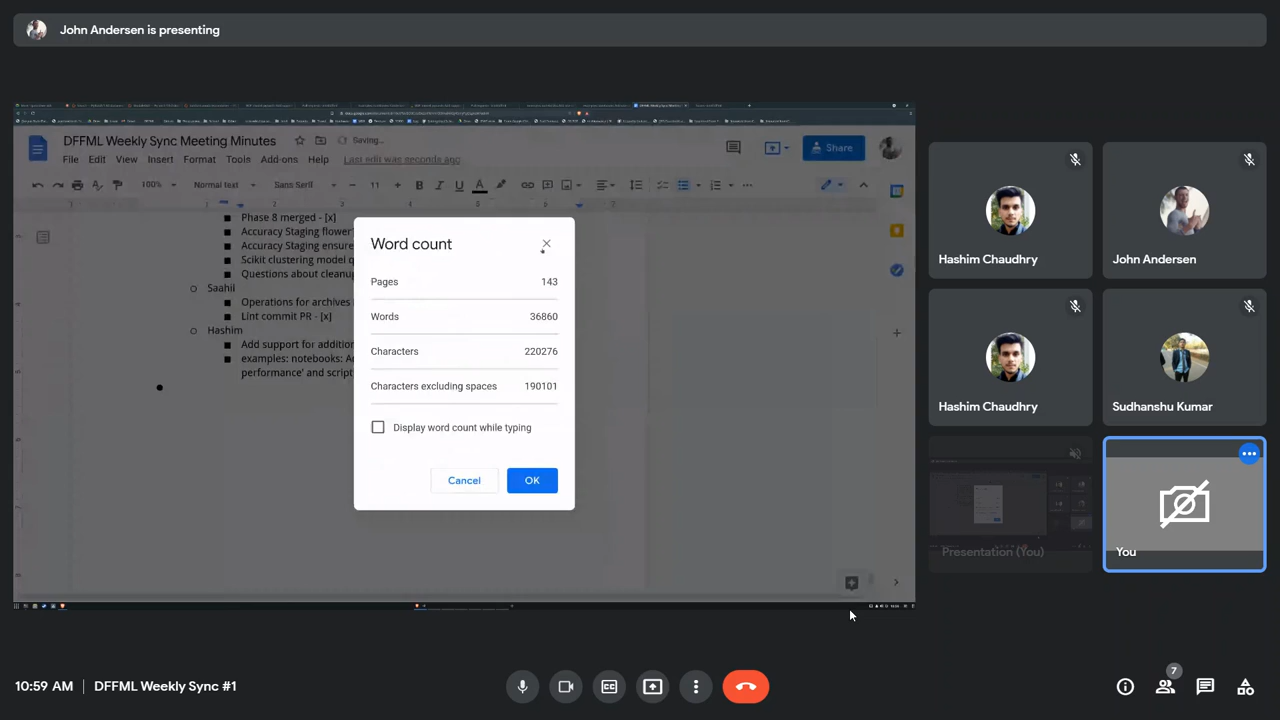 John Andersen is presenting
DFFML Weekly Sync Meeting Minutes
Saving...
File Edit View Insert Format Tools Add-ons Help Last edit was seconds ago
Share
100% Normal text Sans Serif 11
Phase 8 merged - [x]
Accuracy Staging flower
Accuracy Staging ensure
Scikit clustering model
Questions about cleanup
Saahil
Operations for archives
Lint commit PR - [x]
Hashim
Add support for addition
examples: notebooks:
performance' and script
Word count
Pages 143
Words 36860
Characters 220276
Characters excluding spaces 190101
Display word count while typing
Cancel OK
Hashim Chaudhry
John Andersen
Hashim Chaudhry
Sudhanshu Kumar
Presentation (You)
You
10:59 AM DFFML Weekly Sync #1
7